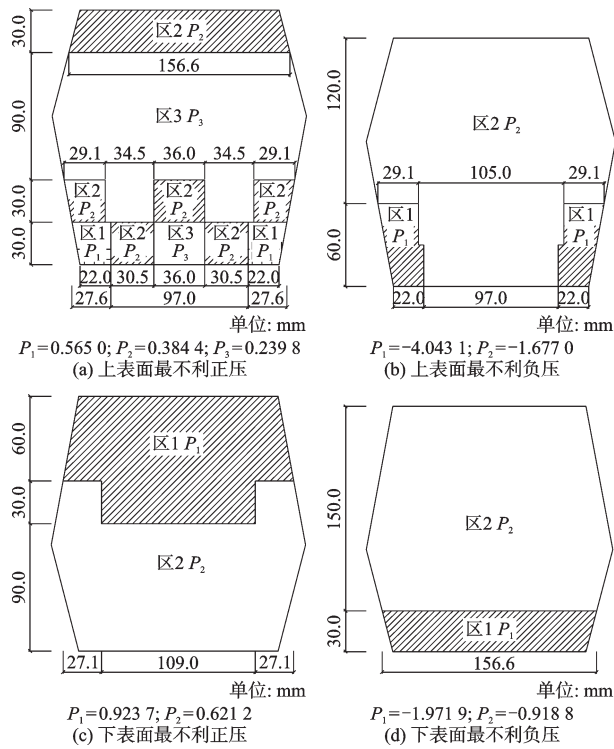 30.0
区2 P₂
156.6
90.0
区3 P₃
29.1 34.5 36.0 34.5 29.1
30.0
区2 P₂ 区2 P₂ 区2 P₂
30.0
区1 P₁ 区2 P₂ 区3 P₃ 区2 P₂ 区1 P₁
22.0 30.5 36.0 30.5 22.0
27.6 97.0 27.6
单位: mm
P₁=0.565 0; P₂=0.384 4; P₃=0.239 8
(a) 上表面最不利正压
120.0
区2 P₂
29.1 105.0 29.1
60.0
区1 P₁ 区1 P₁
22.0 97.0 22.0
单位: mm
P₁=-4.043 1; P₂=-1.677 0
(b) 上表面最不利负压
60.0
区1 P₁
30.0
90.0
区2 P₂
27.1 109.0 27.1
单位: mm
P₁=0.923 7; P₂=0.621 2
(c) 下表面最不利正压
150.0
区2 P₂
30.0
区1 P₁
156.6
单位: mm
P₁=-1.971 9; P₂=-0.918 8
(d) 下表面最不利负压